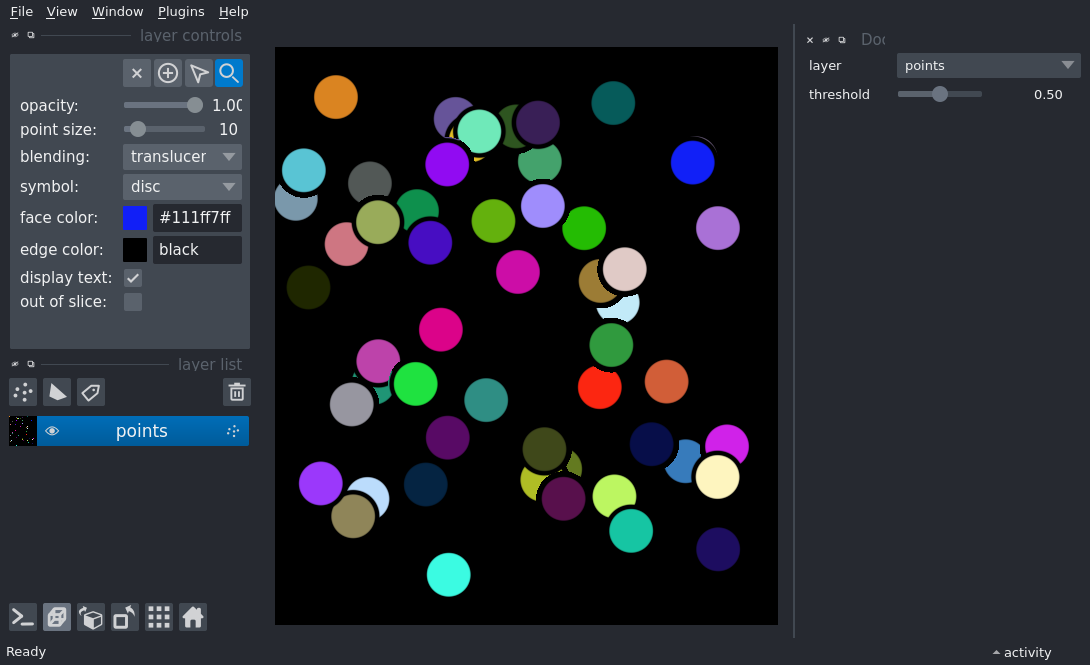 File View Window Plugins Help
layer controls
opacity: 1.00
point size: 10
blending: translucer
symbol: disc
face color: #111ff7ff
edge color: black
display text:
out of slice:
layer list
points
Ready
Doc
layer points
threshold 0.50
activity